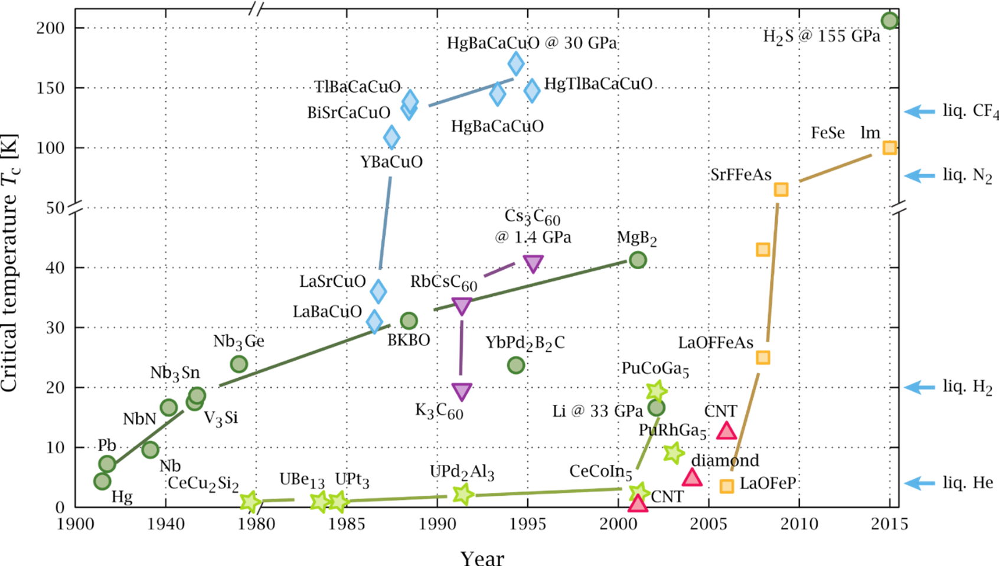 200
H2S @ 155 GPa
HgBaCaCuO @ 30 GPa
150
TlBaCaCuO
HgTlBaCaCuO
BiSrCaCuO
liq. CF4
HgBaCaCuO
FeSe lm
100
YBaCuO
SrFFeAs
liq. N2
50
Cs3C60
@ 1.4 GPa
MgB2
40
LaSrCuO
RbCsC60
LaBaCuO
30
BKBO
Nb3Ge
YbPd2B2C
LaOFFeAs
Nb3Sn
PuCoGa5
20
liq. H2
NbN
V3Si
K3C60
Li @ 33 GPa
CNT
PuRhGa5
10
Pb
Nb
diamond
CeCu2Si2
UBe13
UPt3
UPd2Al3
CeCoIn5
LaOFeP
liq. He
Hg
CNT
0
1900 1940 1980 1985 1990 1995 2000 2005 2010 2015
Critical temperature Tc [K]
Year